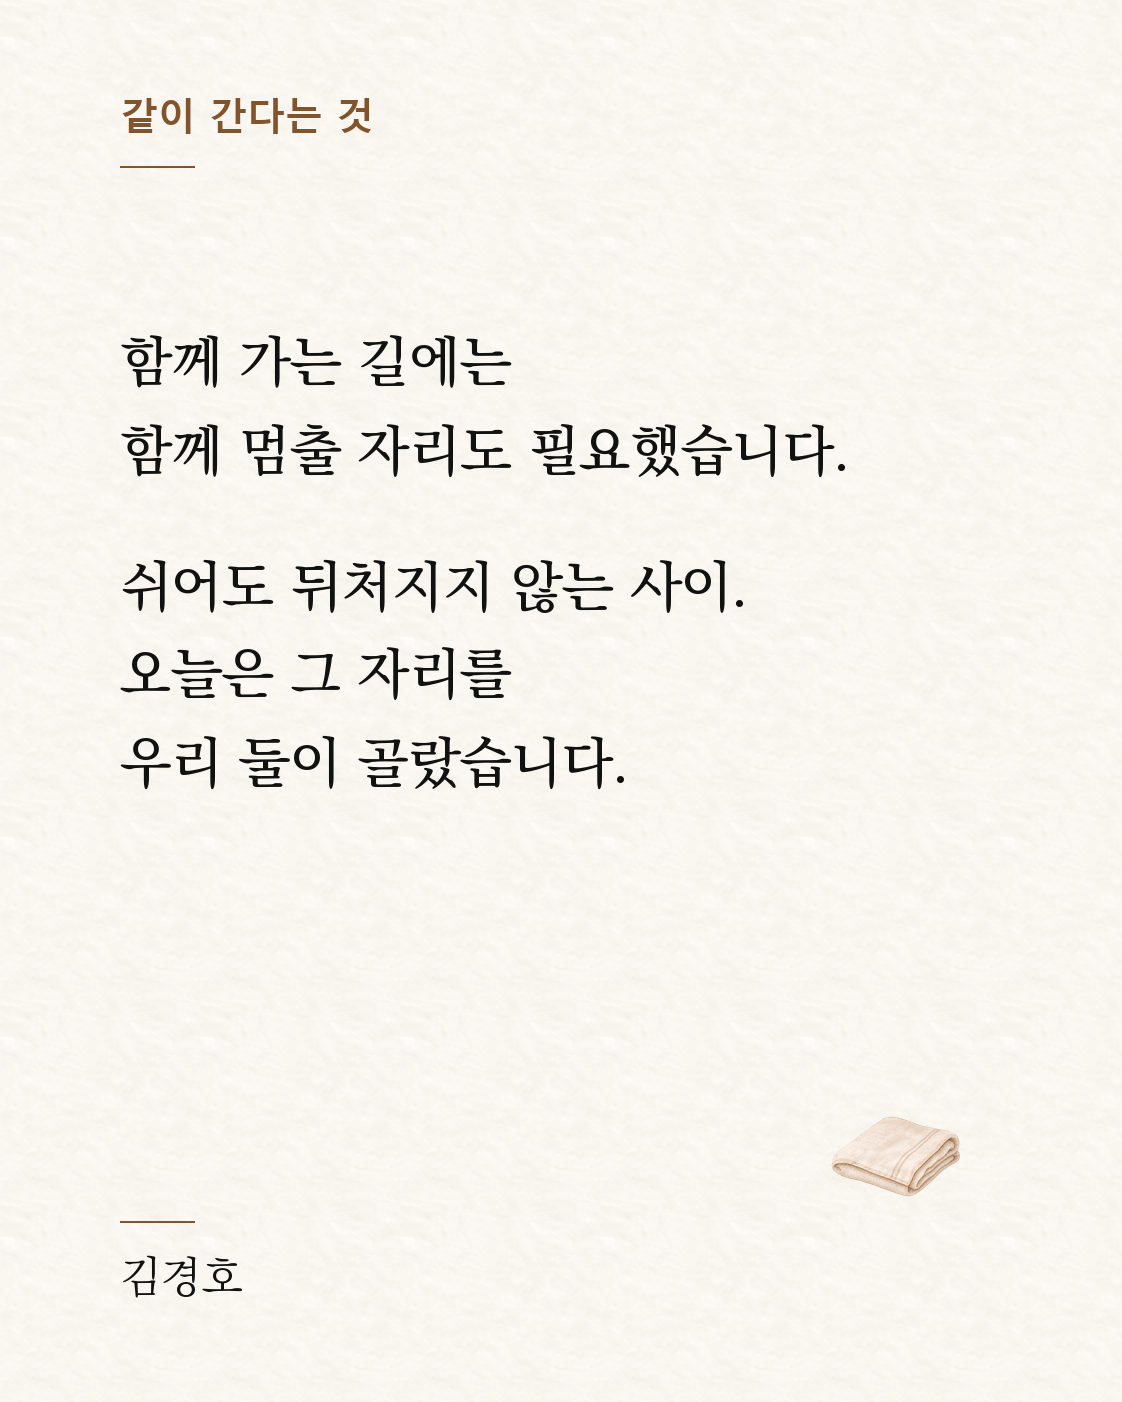 같이 간다는 것
함께 가는 길에는
함께 멈출 자리도 필요했습니다.
쉬어도 뒤처지지 않는 사이.
오늘은 그 자리를
우리 둘이 골랐습니다.
김경호